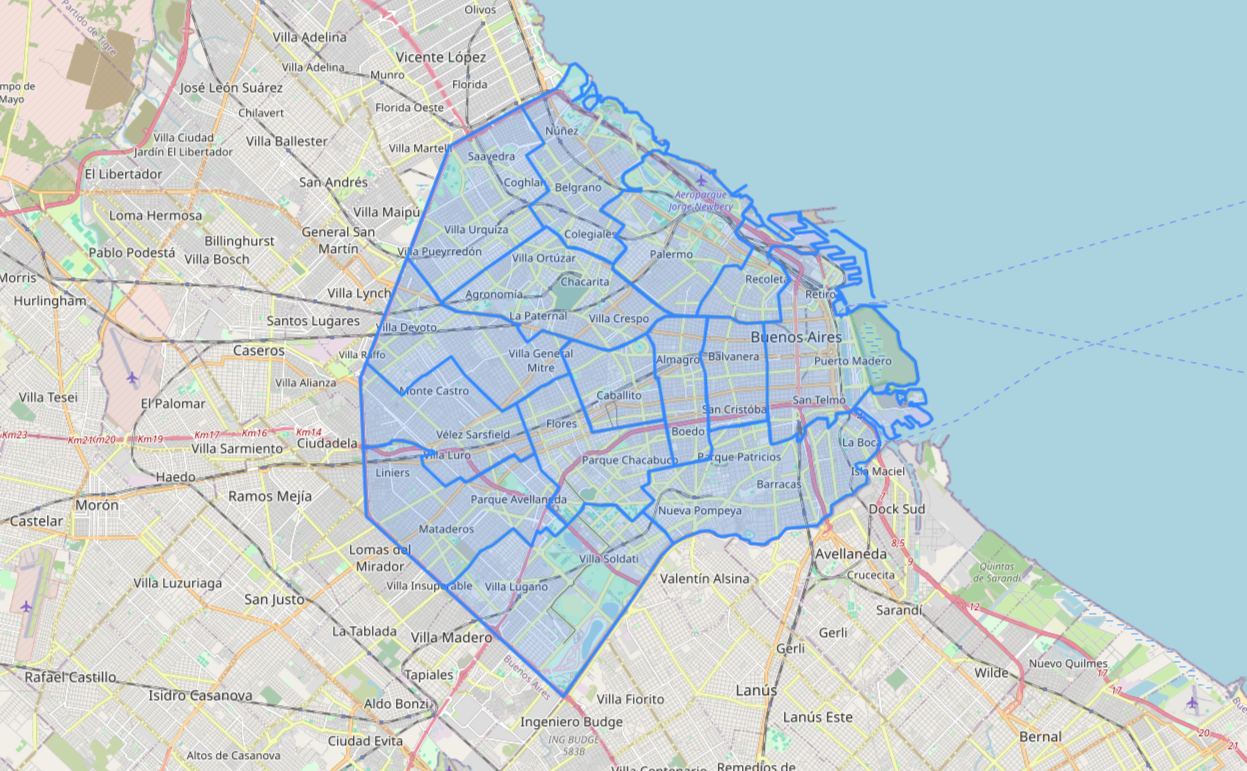 Olivos
Partido de Tigre
Villa Adelina
Vicente López
Villa Adelina
Munro
José León Suárez
Florida
mpo de
Mayo
Florida Oeste
Chilavert
Villa Ciudad
Jardín El Libertador
Villa Ballester
Núñez
Villa Martell
Saavedra
El Libertador
San Andrés
Coghlan
Belgrano
Aeroparque
Jorge Newbery
Loma Hermosa
Villa Maipú
General San
Martín
Villa Urquiza
Colegiales
Billinghurst
Pablo Podestá
Villa Bosch
Villa Pueyrredón
Villa Ortúzar
Palermo
Morris
Chacarita
Recoleta
Hurlingham
Villa Lynch
Agronomía
Retiro
Santos Lugares
La Paternal
Villa Crespo
Villa Devoto
Buenos Aires
Caseros
Villa Raffo
Villa General
Mitre
Almagro
Balvanera
Puerto Madero
Villa Alianza
Monte Castro
Villa Tesei
El Palomar
Caballito
San Telmo
San Cristóbal
Flores
Km23
Km21(m20
Km19
Km17
Km16
Km14
Vélez Sarsfield
Boedo
Ciudadela
La Boca
Villa Sarmiento
Villa Luro
Parque Chacabuco
Parque Patricios
Haedo
Liniers
Isla Maciel
Barracas
Ramos Mejía
Parque Avellaneda
Morón
Nueva Pompeya
Dock Sud
Castelar
Mataderos
8,5
9
Lomas del
Mirador
Villa Soldati
Avellaneda
Quintas
de Sarandí
Villa Luzuriaga
Villa Insuperable
Villa Lugano
Valentín Alsina
Crucecita
San Justo
Sarandí
12
La Tablada
Villa Madero
Gerli
Gerli
Buenos Aires
Nuevo Quilmes
Rafael Castillo
Tapiales
Wilde
17
17
Isidro Casanova
Aldo Bonzi
Villa Fiorito
Lanús
Ingeniero Budge
Lanús Este
ING BUDGE
583B
Ciudad Evita
Bernal
20
21
Altos de Casanova
Villa Centenario
Remedios de